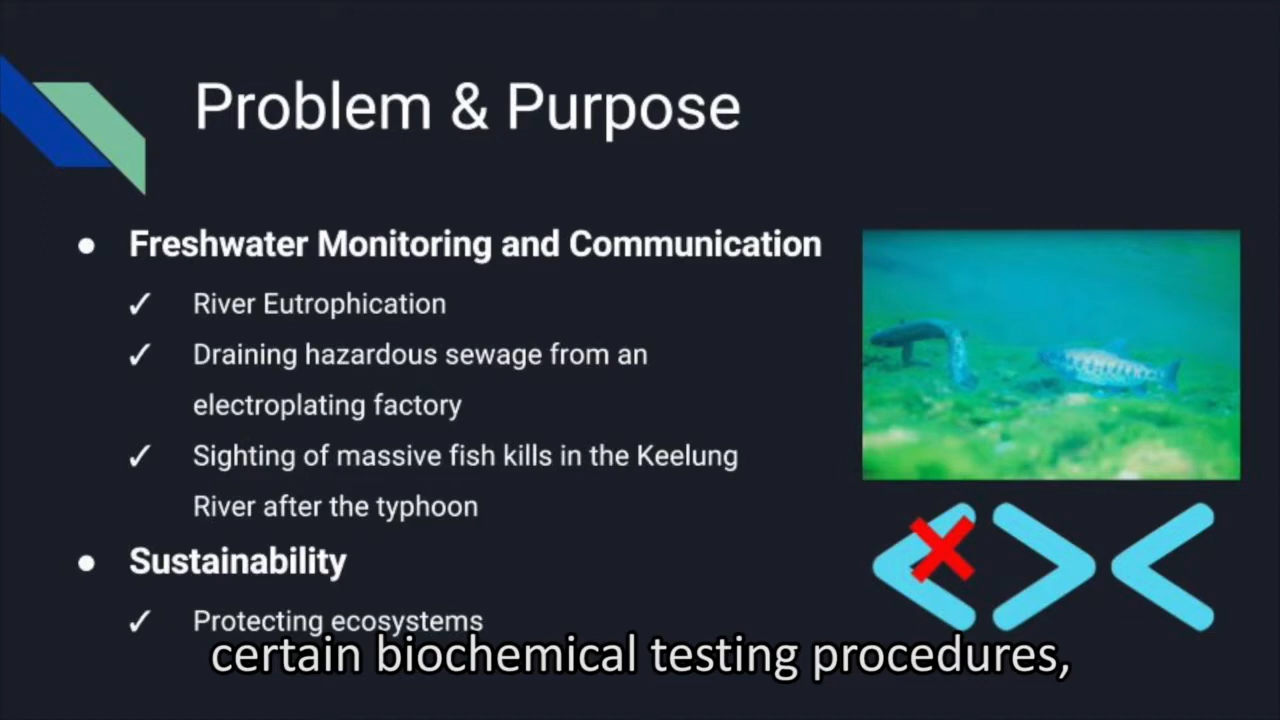 Problem & Purpose
● Freshwater Monitoring and Communication
✓ River Eutrophication
✓ Draining hazardous sewage from an
electroplating factory
✓ Sighting of massive fish kills in the Keelung
River after the typhoon
● Sustainability
✓ Protecting ecosystems
certain biochemical testing procedures,